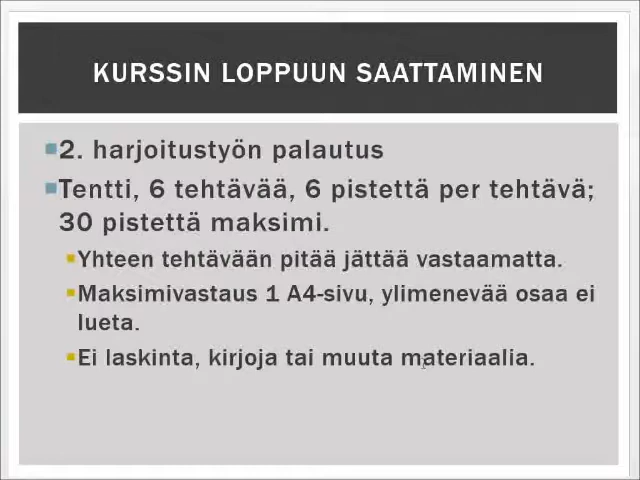 KURSSIN LOPPUUN SAATTAMINEN
2. harjoitustyön palautus
Tentti, 6 tehtävää, 6 pistettä per tehtävä;
30 pistettä maksimi.
Yhteen tehtävään pitää jättää vastaamatta.
Maksimivastaus 1 A4-sivu, ylimenevää osaa ei
lueta.
Ei laskinta, kirjoja tai muuta materiaalia.